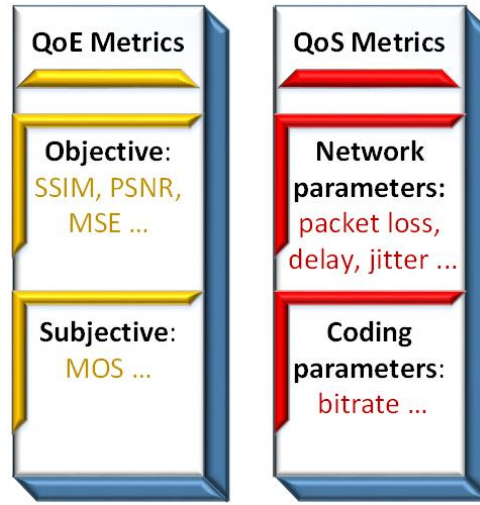 QoE Metrics
Objective:
SSIM, PSNR,
MSE ...
Subjective:
MOS ...
QoS Metrics
Network
parameters:
packet loss,
delay, jitter ...
Coding
parameters:
bitrate ...